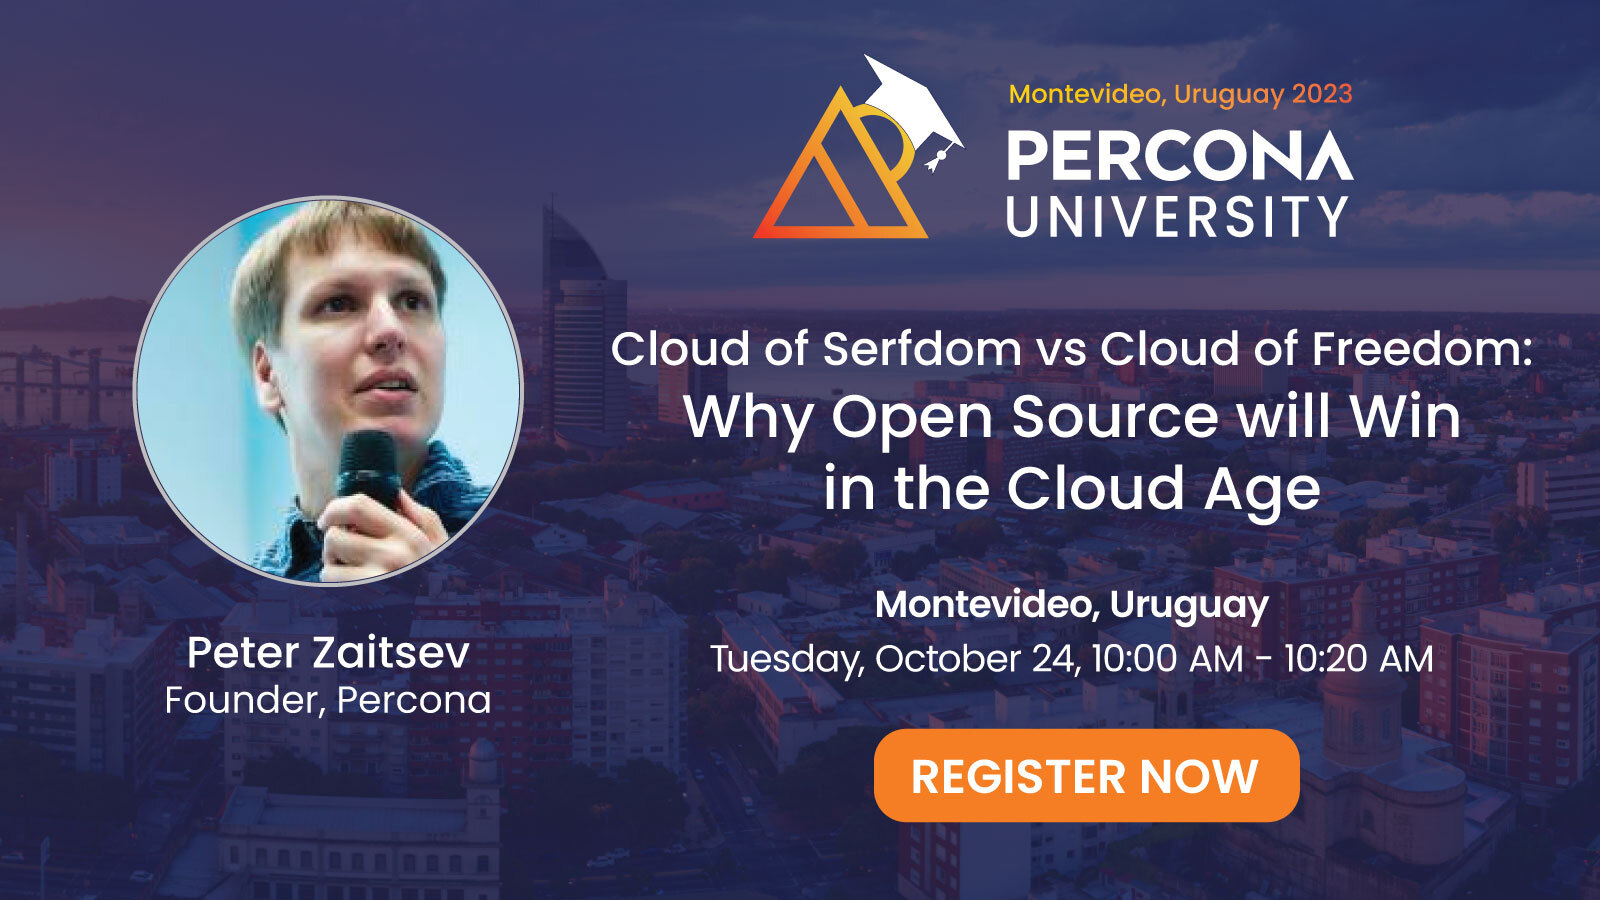 Montevideo, Uruguay 2023
PERCONA
UNIVERSITY
Cloud of Serfdom vs Cloud of Freedom:
Why Open Source will Win
in the Cloud Age
Montevideo, Uruguay
Tuesday, October 24, 10:00 AM - 10:20 AM
REGISTER NOW
Peter Zaitsev
Founder, Percona